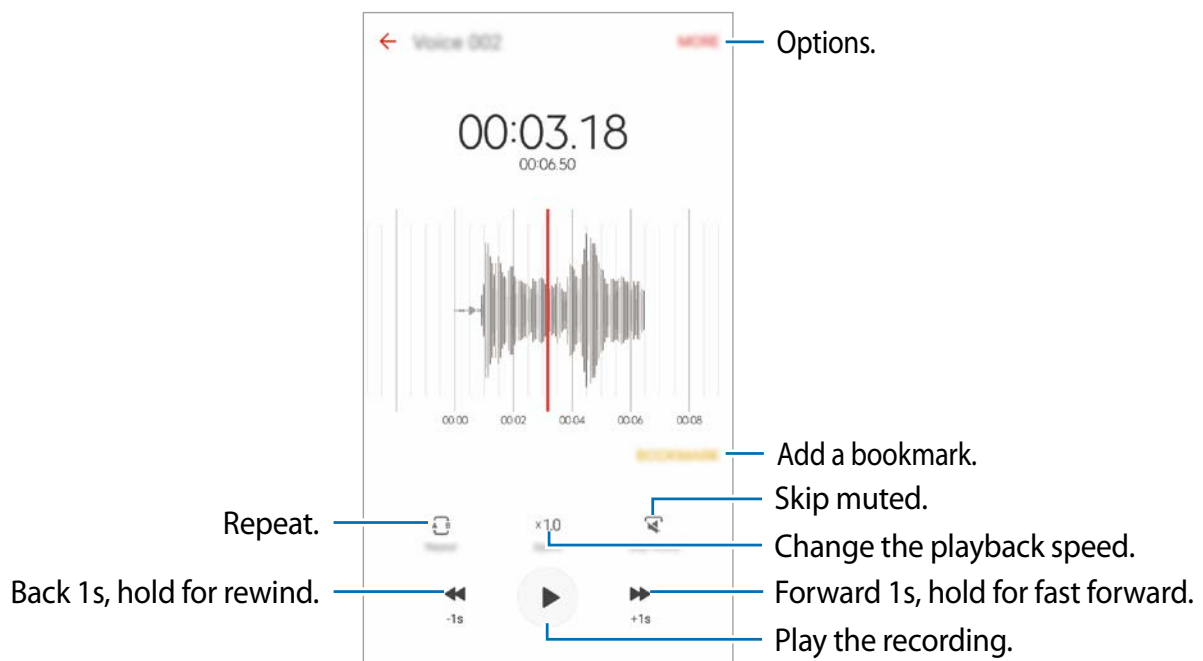 Voice 002
MORE
Options.
00:03.18
00:06.50
00:00 00:02 00:04 00:06 00:08
BOOKMARK
Add a bookmark.
Skip muted.
Repeat.
A B
×1.0
Change the playback speed.
Back 1s, hold for rewind.
Forward 1s, hold for fast forward.
-1s
+1s
Play the recording.